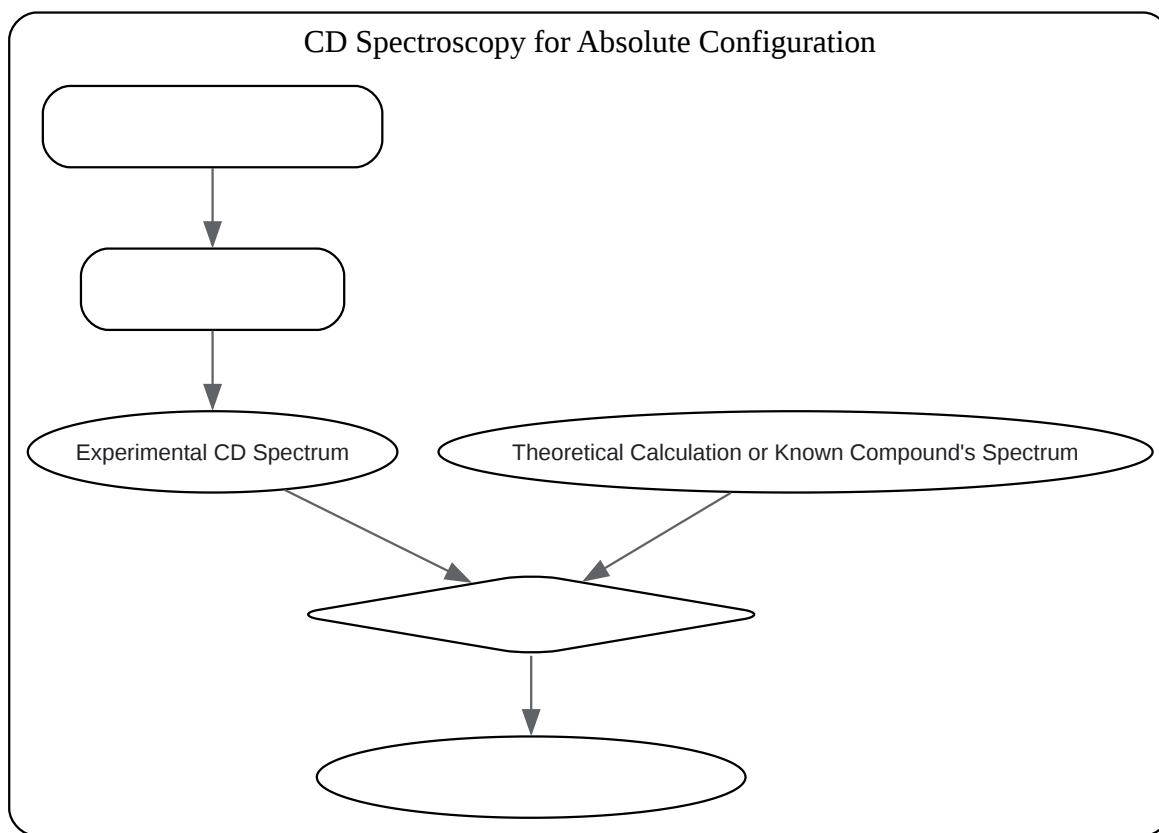 CD Spectroscopy for Absolute Configuration
Experimental CD Spectrum
Theoretical Calculation or Known Compound's Spectrum